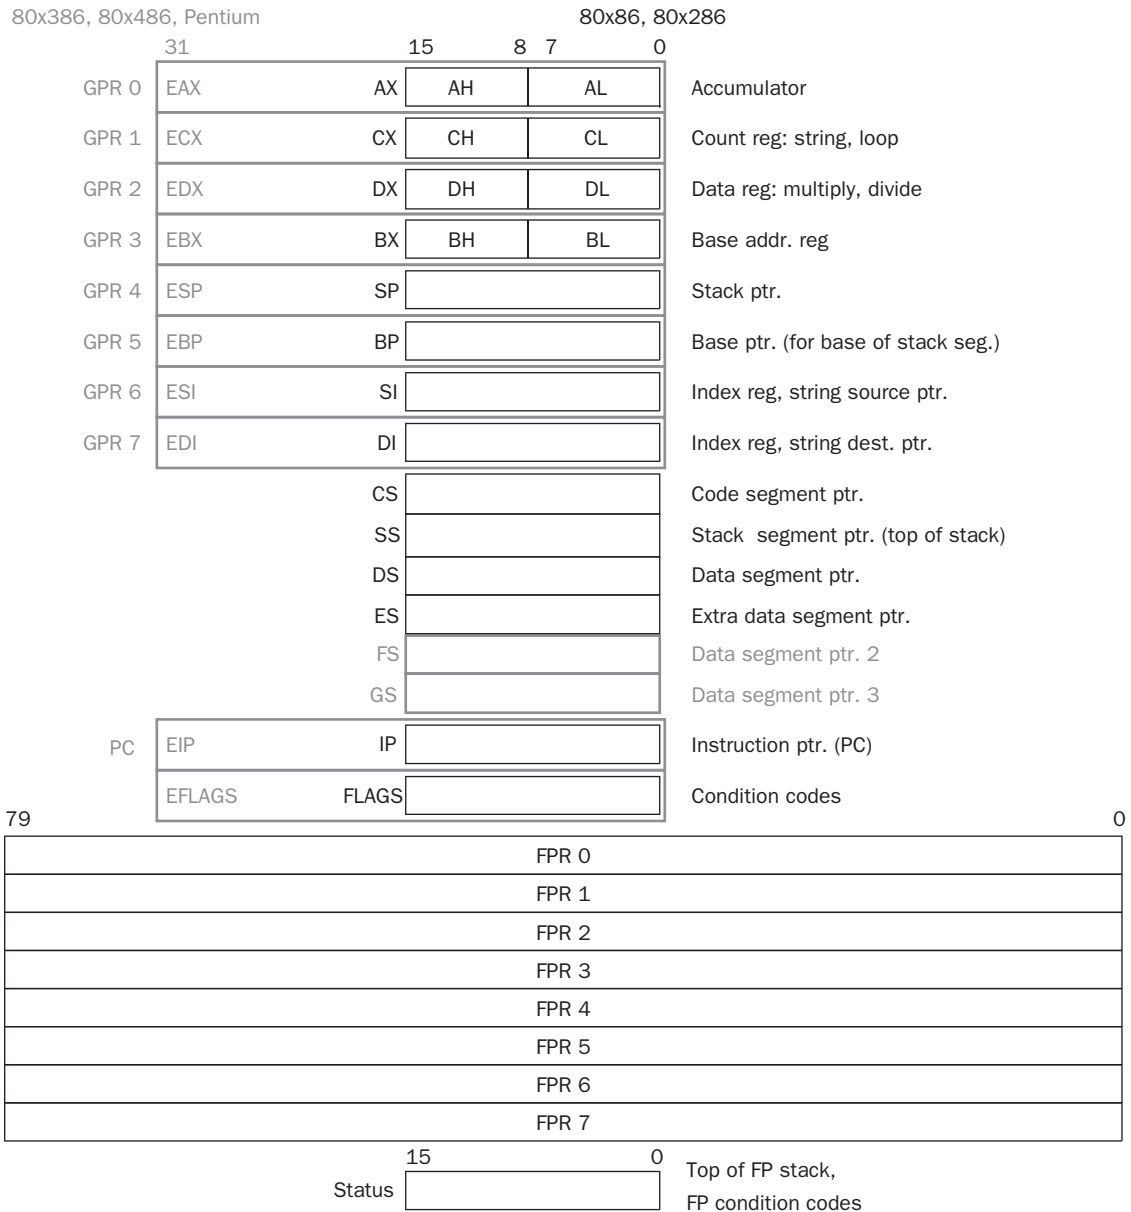 80x386, 80x486, Pentium 80x86, 80x286
31 15 8 7 0
GPR 0 EAX AX AH AL Accumulator
GPR 1 ECX CX CH CL Count reg: string, loop
GPR 2 EDX DX DH DL Data reg: multiply, divide
GPR 3 EBX BX BH BL Base addr. reg
GPR 4 ESP SP Stack ptr.
GPR 5 EBP BP Base ptr. (for base of stack seg.)
GPR 6 ESI SI Index reg, string source ptr.
GPR 7 EDI DI Index reg, string dest. ptr.
CS Code segment ptr.
SS Stack segment ptr. (top of stack)
DS Data segment ptr.
ES Extra data segment ptr.
FS Data segment ptr. 2
GS Data segment ptr. 3
PC EIP IP Instruction ptr. (PC)
EFLAGS FLAGS Condition codes
79 0
FPR 0
FPR 1
FPR 2
FPR 3
FPR 4
FPR 5
FPR 6
FPR 7
15 0
Status Top of FP stack,
FP condition codes